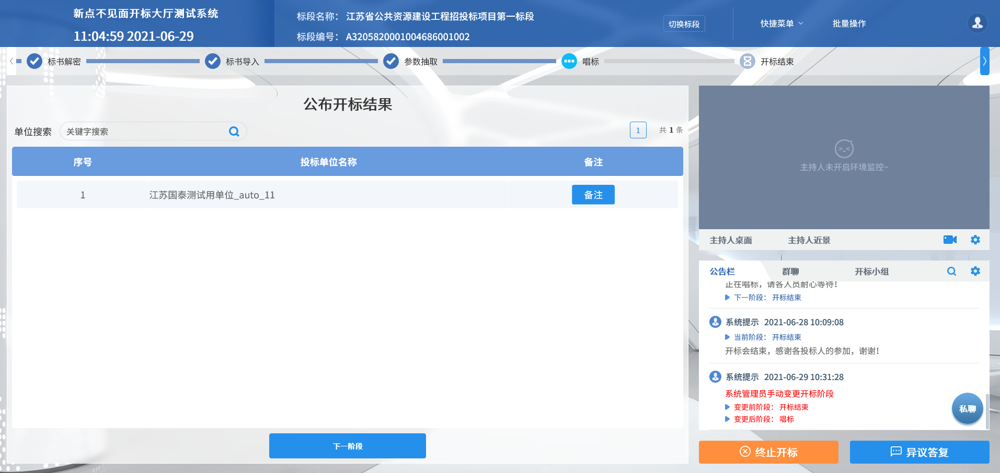 新点不见面开标大厅测试系统
11:04:59 2021-06-29
标段名称： 江苏省公共资源建设工程招投标项目第一标段
标段编号： A3205820001004686001002
切换标段
快捷菜单
批量操作
标书解密
标书导入
参数抽取
唱标
开标结束
公布开标结果
单位搜索 关键字搜索
1 共 1 条
序号 投标单位名称 备注
1 江苏国泰测试用单位_auto_11 备注
下一阶段
>_<
主持人未开启环境监控~
主持人桌面 主持人近景
公告栏 群聊 开标小组
正在唱标，请各人员耐心等待！
下一阶段： 开标结束
系统提示 2021-06-28 10:09:08
当前阶段： 开标结束
开标会结束，感谢各投标人的参加，谢谢！
系统提示 2021-06-29 10:31:28
系统管理员手动变更开标阶段
变更前阶段： 开标结束
变更后阶段： 唱标
私聊
终止开标 异议答复